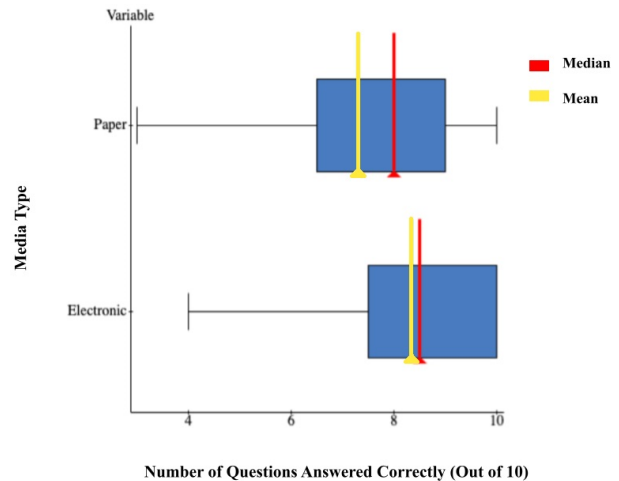 Variable
Median
Mean
Paper
Media Type
Electronic
4 6 8 10
Number of Questions Answered Correctly (Out of 10)